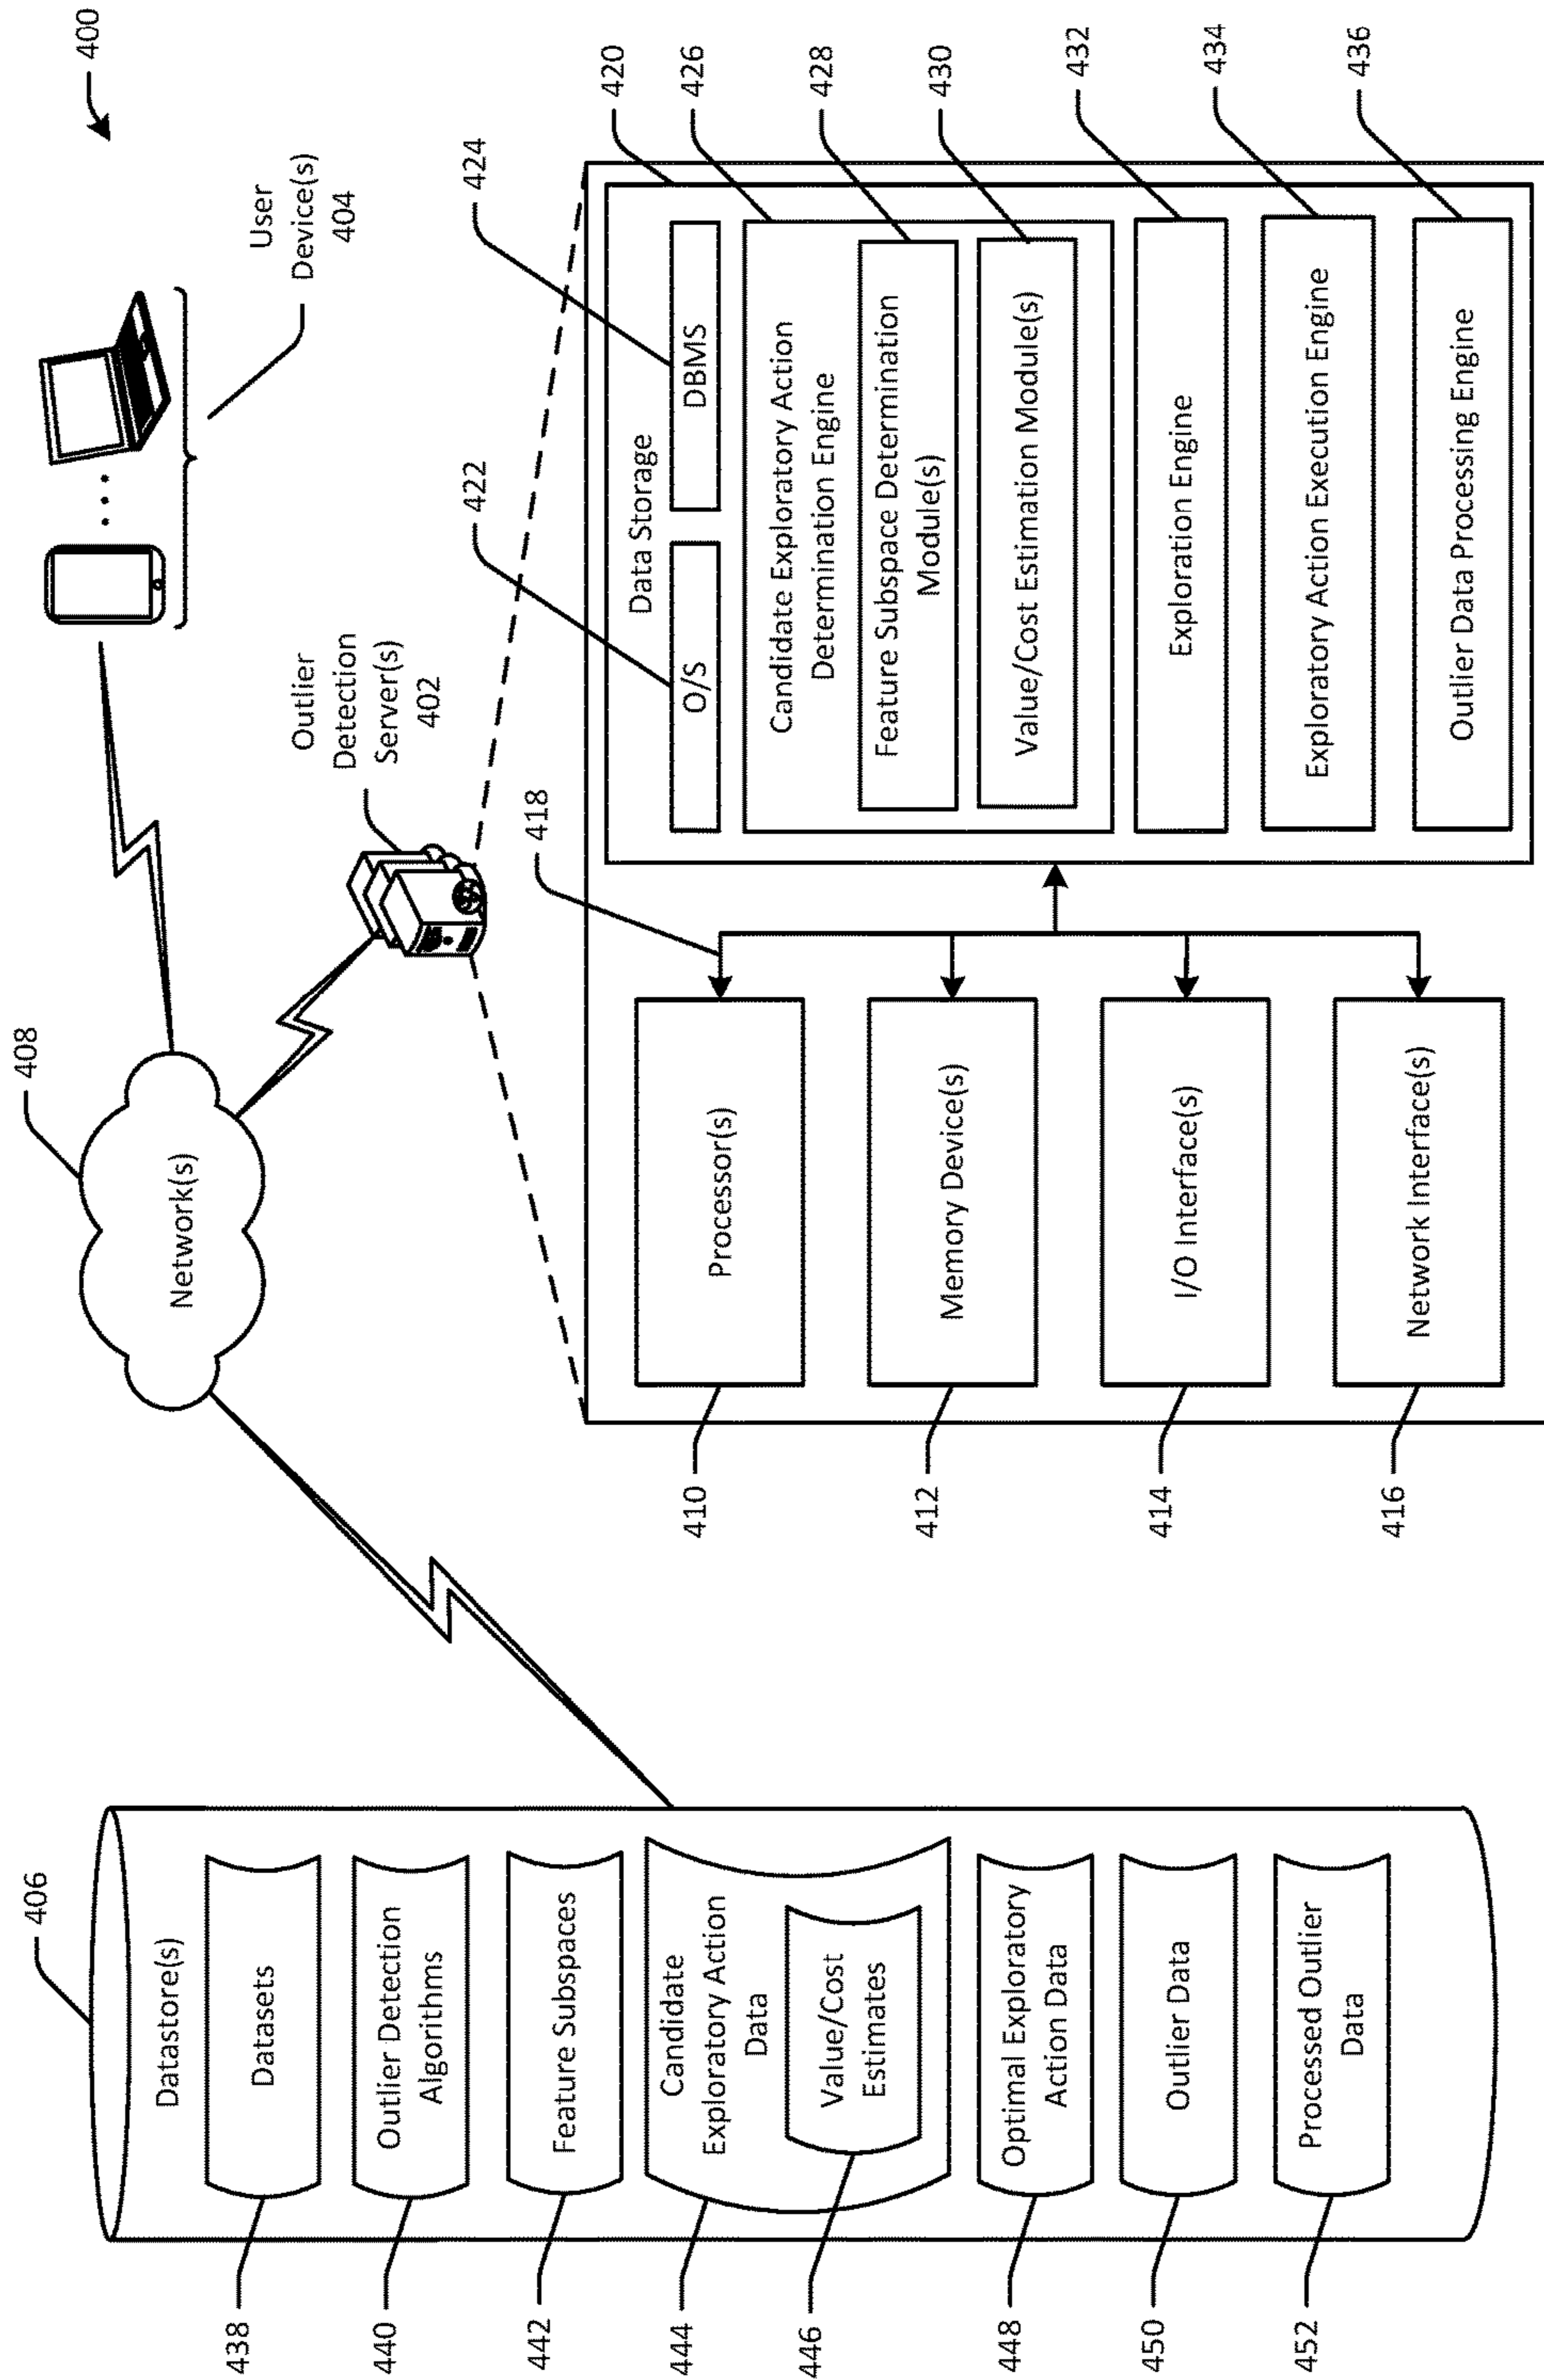 400
User
Device(s)
404
Outlier
Detection
Server(s)
402
408
Network(s)
406
Datastore(s)
Datasets
Outlier Detection
Algorithms
Feature Subspaces
Candidate
Exploratory Action
Data
Value/Cost
Estimates
Optimal Exploratory
Action Data
Outlier Data
Processed Outlier
Data
438
440
442
444
446
448
450
452
Processor(s)
Memory Device(s)
I/O Interface(s)
Network Interface(s)
410
412
414
416
418
422
424
Data Storage
O/S
DBMS
Candidate Exploratory Action
Determination Engine
Feature Subspace Determination
Module(s)
Value/Cost Estimation Module(s)
Exploration Engine
Exploratory Action Execution Engine
Outlier Data Processing Engine
420
426
428
430
432
434
436